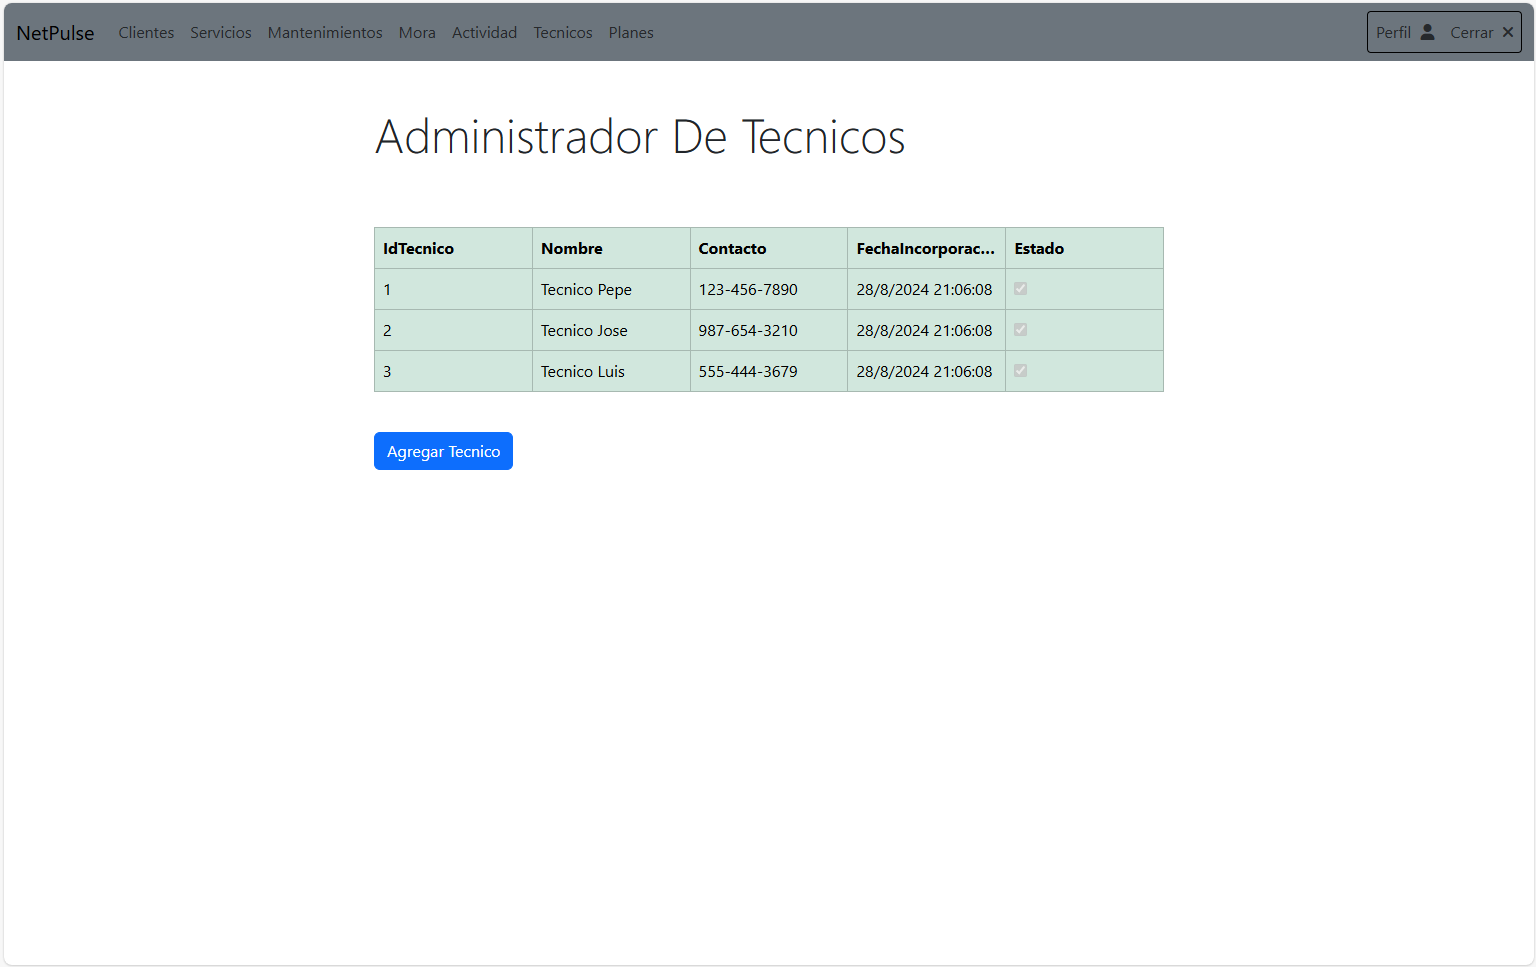 NetPulse Clientes Servicios Mantenimientos Mora Actividad Tecnicos Planes Perfil Cerrar
Administrador De Tecnicos
IdTecnico Nombre Contacto FechaIncorporac... Estado
1 Tecnico Pepe 123-456-7890 28/8/2024 21:06:08
2 Tecnico Jose 987-654-3210 28/8/2024 21:06:08
3 Tecnico Luis 555-444-3679 28/8/2024 21:06:08
Agregar Tecnico